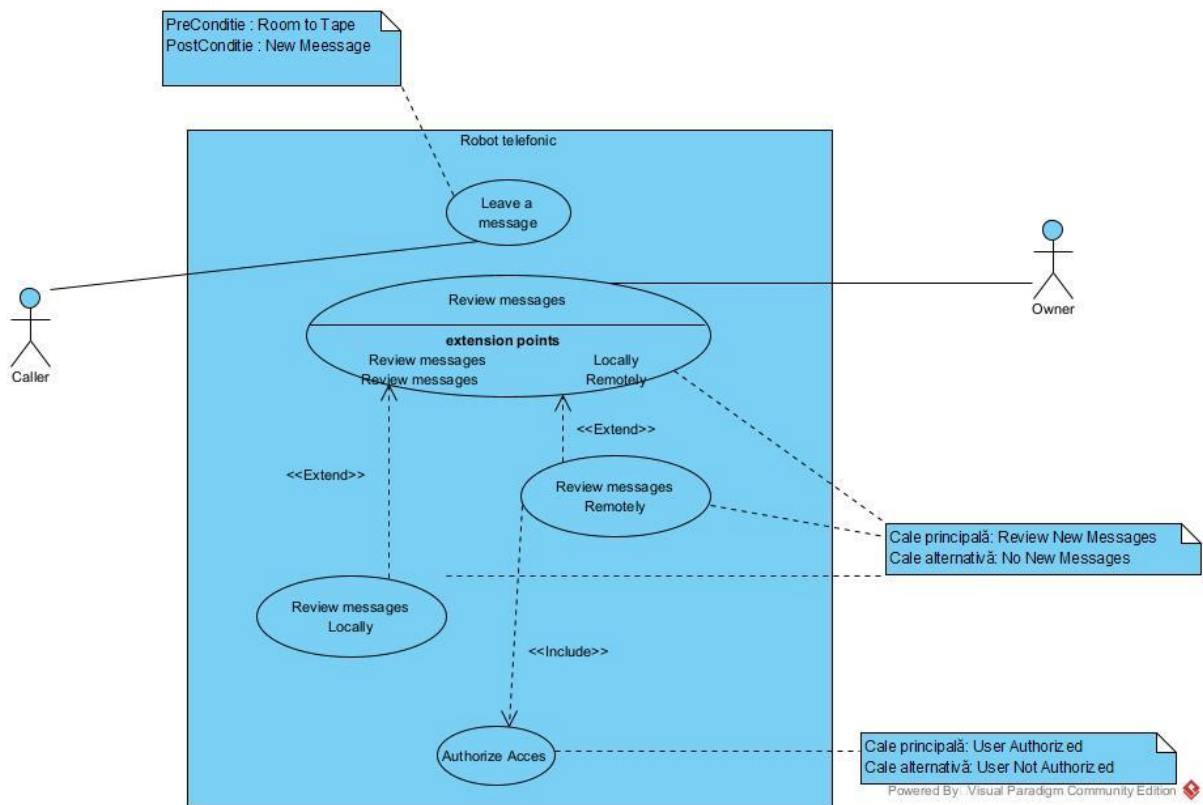 PreConditie : Room to Tape
PostConditie : New Meessage
Robot telefonic
Leave a
message
Caller
Owner
Review messages
extension points
Review messages Locally
Review messages Remotely
<<Extend>>
<<Extend>>
Review messages
Remotely
Cale principală: Review New Messages
Cale alternativă: No New Messages
Review messages
Locally
<<Include>>
Authorize Acces
Cale principală: User Authorized
Cale alternativă: User Not Authorized
Powered By: Visual Paradigm Community Edition